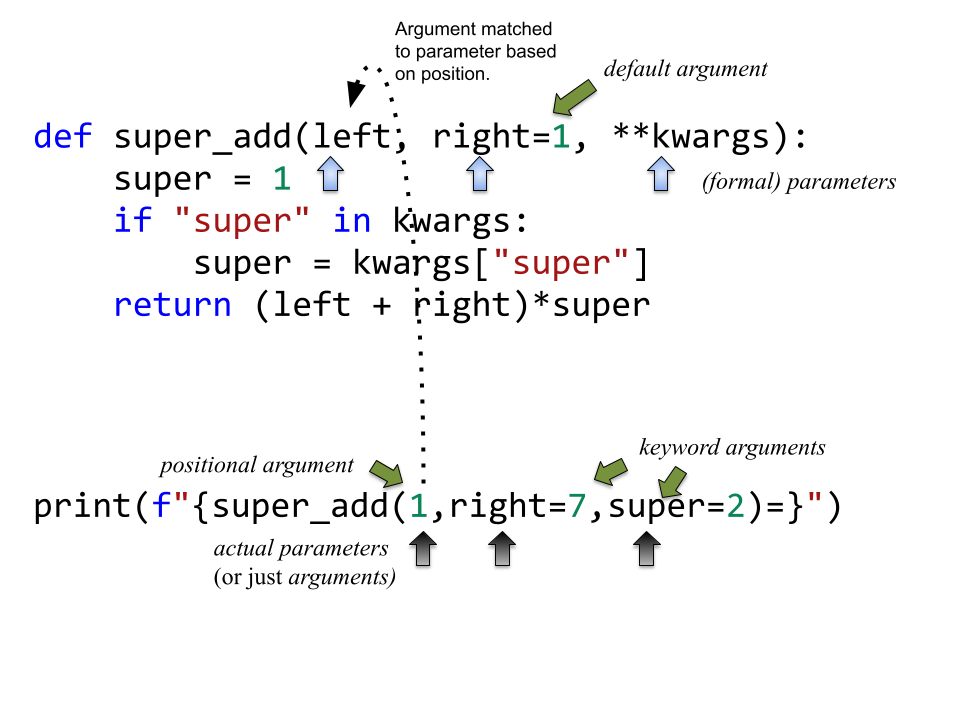 Argument matched
to parameter based
on position.
default argument
def super_add(left, right=1, **kwargs):
    super = 1
(formal) parameters
    if "super" in kwargs:
        super = kwargs["super"]
    return (left + right)*super
keyword arguments
positional argument
print(f"{super_add(1,right=7,super=2)=}")
actual parameters
(or just arguments)